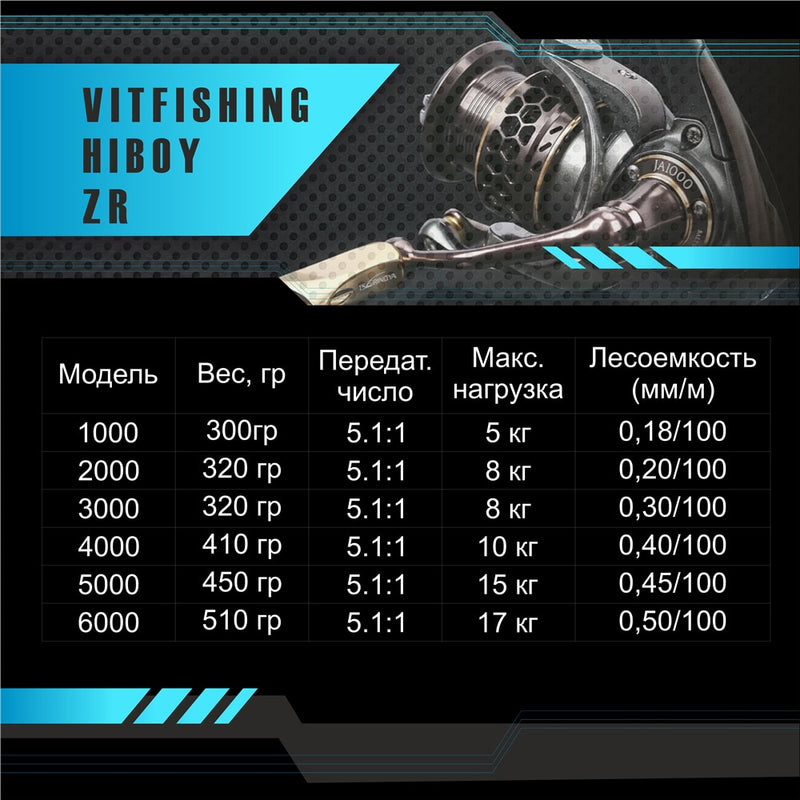 VITFISHING
HIBOY
ZR
JA1000
TSURINOYA
Модель Вес, гр Передат. число Макс. нагрузка Лесоемкость (мм/м)
1000 300гр 5.1:1 5 кг 0,18/100
2000 320 гр 5.1:1 8 кг 0,20/100
3000 320 гр 5.1:1 8 кг 0,30/100
4000 410 гр 5.1:1 10 кг 0,40/100
5000 450 гр 5.1:1 15 кг 0,45/100
6000 510 гр 5.1:1 17 кг 0,50/100